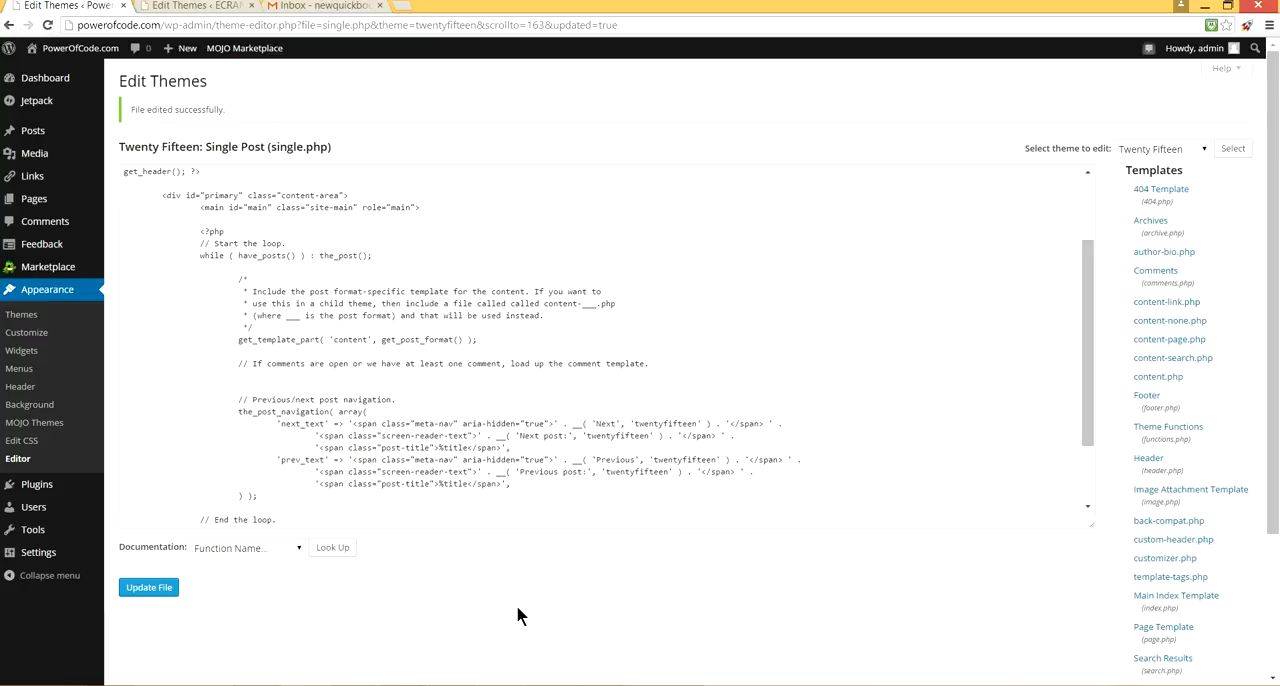 Edit Themes ‹ Power
Edit Themes ‹ ECRAN
Inbox - newquickbo
powerofcode.com/wp-admin/theme-editor.php?file=single.php&theme=twentyfifteen&scrollto=163&updated=true
PowerOfCode.com
0
+ New
MOJO Marketplace
Howdy, admin
Help
Dashboard
Jetpack
Posts
Media
Links
Pages
Comments
Feedback
Marketplace
Appearance
Themes
Customize
Widgets
Menus
Header
Background
MOJO Themes
Edit CSS
Editor
Plugins
Users
Tools
Settings
Collapse menu
Edit Themes
File edited successfully.
Twenty Fifteen: Single Post (single.php)
Select theme to edit: Twenty Fifteen Select
get_header(); ?>
<div id="primary" class="content-area">
<main id="main" class="site-main" role="main">
<?php
// Start the loop.
while ( have_posts() ) : the_post();
/*
* Include the post format-specific template for the content. If you want to
* use this in a child theme, then include a file called called content-___.php
* (where ___ is the post format) and that will be used instead.
*/
get_template_part( 'content', get_post_format() );
// If comments are open or we have at least one comment, load up the comment template.
// Previous/next post navigation.
the_post_navigation( array(
'next_text' => '<span class="meta-nav" aria-hidden="true">' . __( 'Next', 'twentyfifteen' ) . '</span> ' .
'<span class="screen-reader-text">' . __( 'Next post:', 'twentyfifteen' ) . '</span> ' .
'<span class="post-title">%title</span>',
'prev_text' => '<span class="meta-nav" aria-hidden="true">' . __( 'Previous', 'twentyfifteen' ) . '</span> ' .
'<span class="screen-reader-text">' . __( 'Previous post:', 'twentyfifteen' ) . '</span> ' .
'<span class="post-title">%title</span>',
) );
// End the loop.
Documentation: Function Name... Look Up
Update File
Templates
404 Template
(404.php)
Archives
(archive.php)
author-bio.php
Comments
(comments.php)
content-link.php
content-none.php
content-page.php
content-search.php
content.php
Footer
(footer.php)
Theme Functions
(functions.php)
Header
(header.php)
Image Attachment Template
(image.php)
back-compat.php
custom-header.php
customizer.php
template-tags.php
Main Index Template
(index.php)
Page Template
(page.php)
Search Results
(search.php)